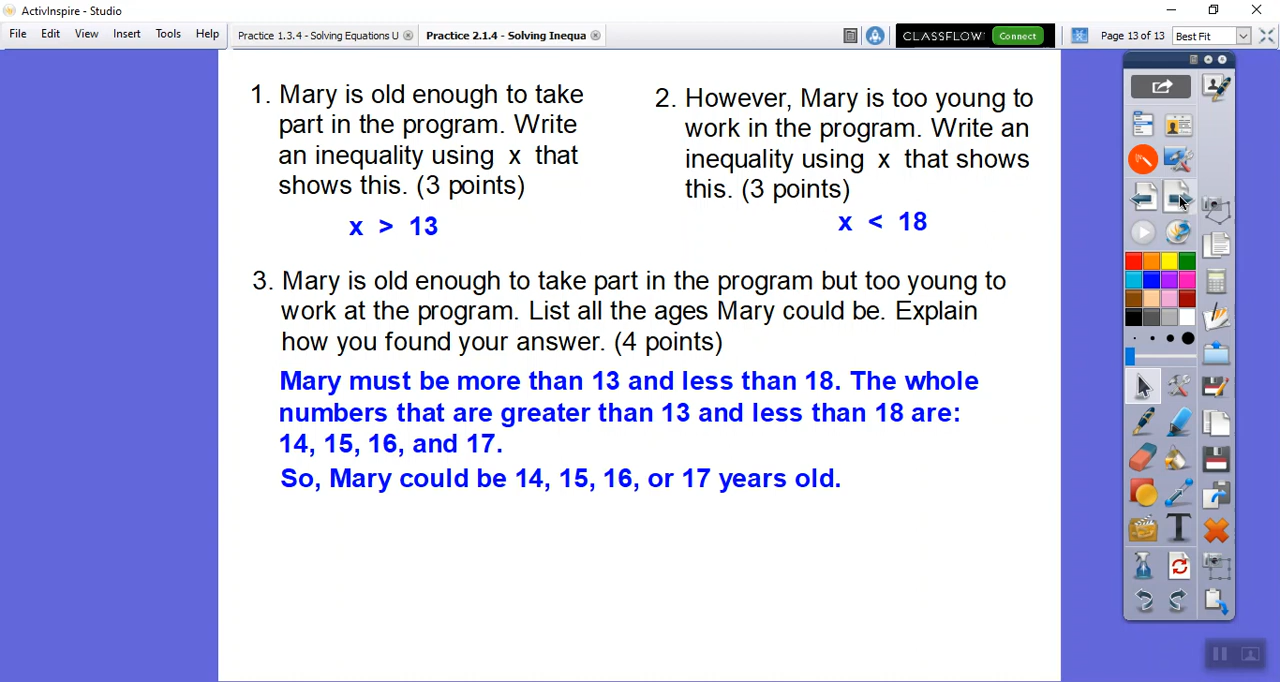 ActivInspire - Studio
File Edit View Insert Tools Help
Practice 1.3.4 - Solving Equations U
Practice 2.1.4 - Solving Inequa
CLASSFLOW Connect
Page 13 of 13
Best Fit
1. Mary is old enough to take
part in the program. Write
an inequality using x that
shows this. (3 points)
x > 13
2. However, Mary is too young to
work in the program. Write an
inequality using x that shows
this. (3 points)
x < 18
3. Mary is old enough to take part in the program but too young to
work at the program. List all the ages Mary could be. Explain
how you found your answer. (4 points)
Mary must be more than 13 and less than 18. The whole
numbers that are greater than 13 and less than 18 are:
14, 15, 16, and 17.
So, Mary could be 14, 15, 16, or 17 years old.
T